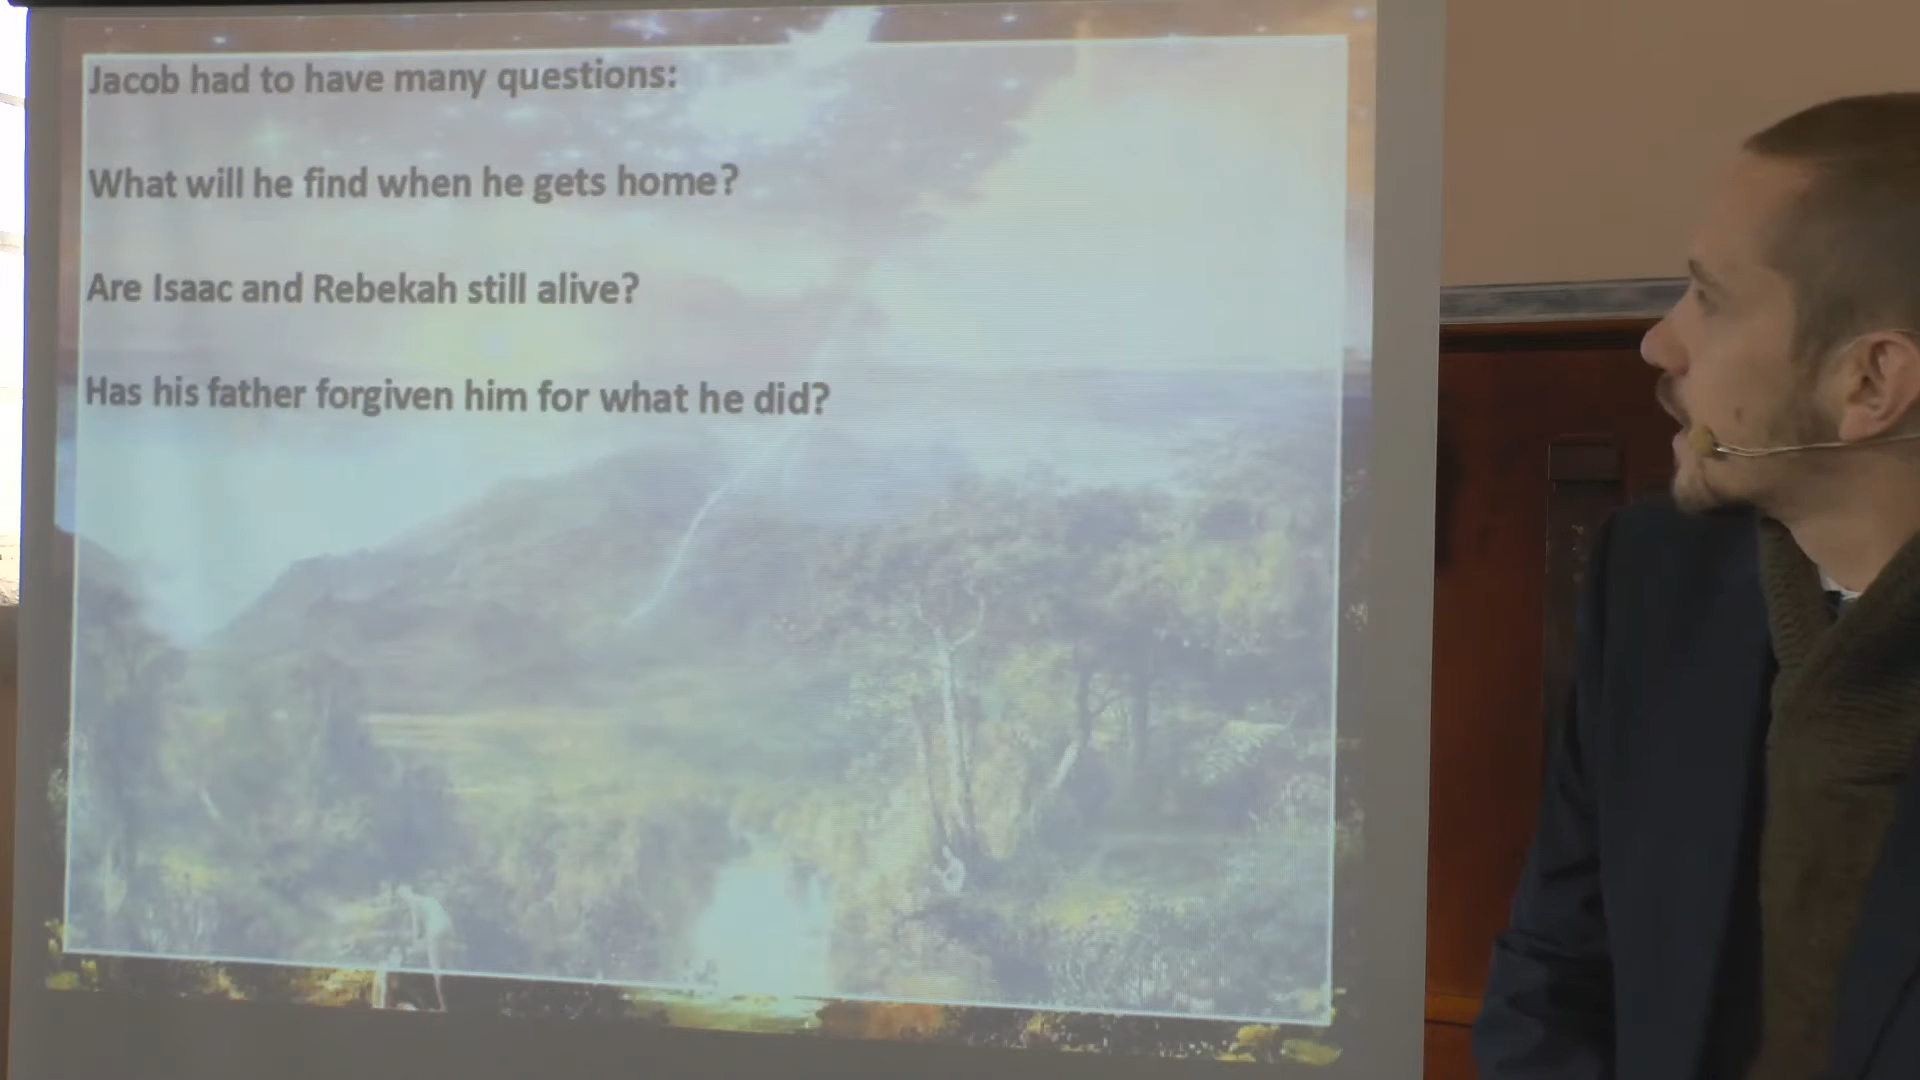 Jacob had to have many questions:
What will he find when he gets home?
Are Isaac and Rebekah still alive?
Has his father forgiven him for what he did?